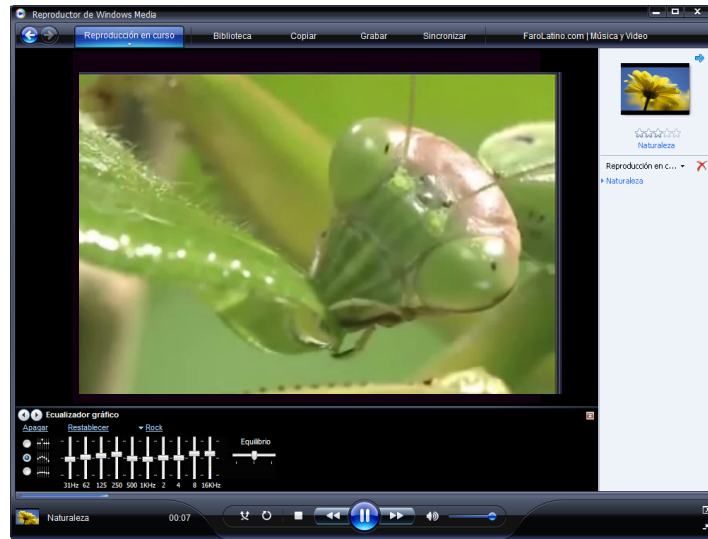 Reproductor de Windows Media
Reproducción en curso Biblioteca Copiar Grabar Sincronizar FaroLatino.com | Música y Video
Naturaleza
Reproducción en c...
Naturaleza
Ecualizador gráfico
Apagar Restablecer Rock
Equilibrio
31Hz 62 125 250 500 1KHz 2 4 8 16KHz
Naturaleza 00:07